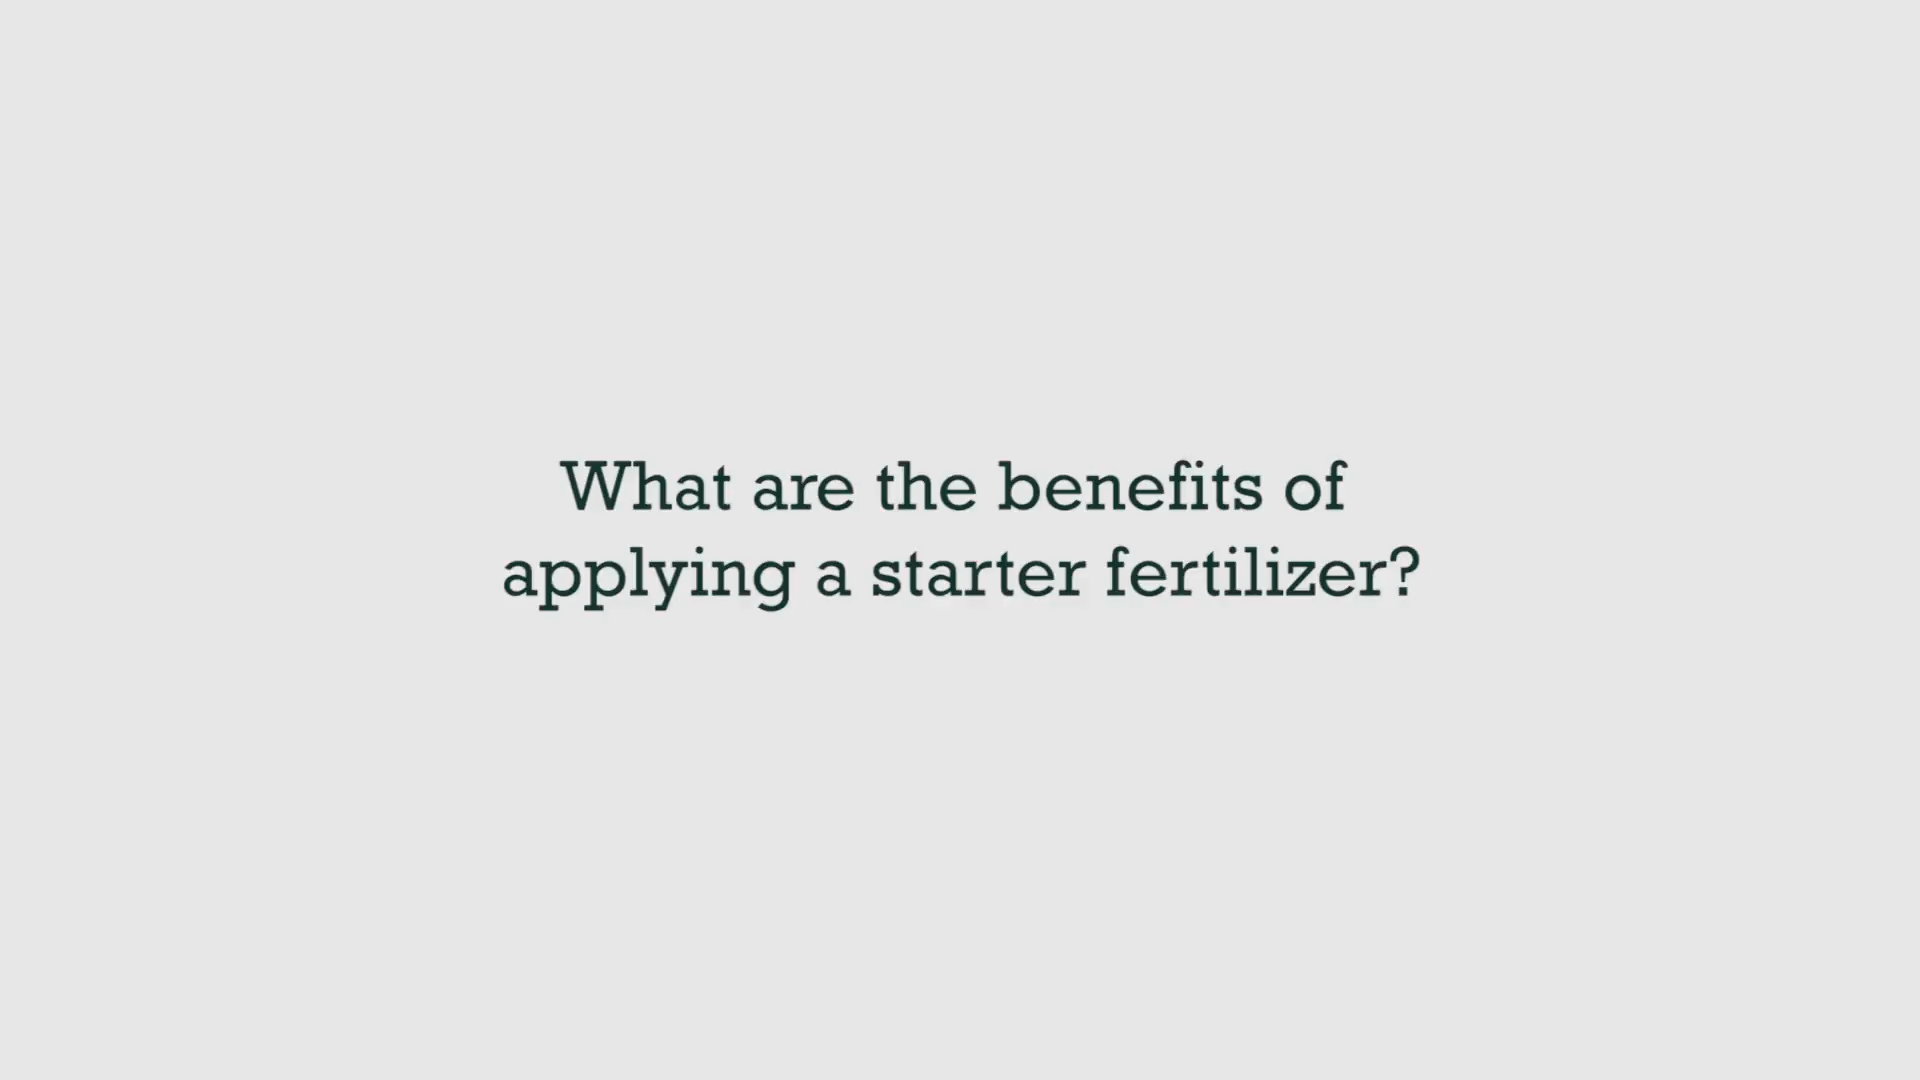 What are the benefits of
applying a starter fertilizer?